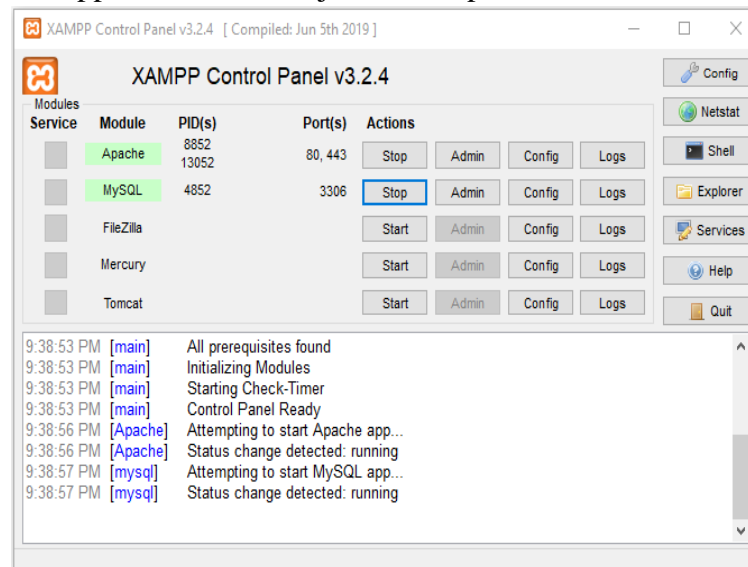 XAMPP Control Panel v3.2.4 [ Compiled: Jun 5th 2019 ]
XAMPP Control Panel v3.2.4
Config
Modules
Service Module PID(s) Port(s) Actions
Netstat
Apache 8852 13052 80, 443 Stop Admin Config Logs
Shell
MySQL 4852 3306 Stop Admin Config Logs
Explorer
FileZilla Start Admin Config Logs
Services
Mercury Start Admin Config Logs
Help
Tomcat Start Admin Config Logs
Quit
9:38:53 PM [main] All prerequisites found
9:38:53 PM [main] Initializing Modules
9:38:53 PM [main] Starting Check-Timer
9:38:53 PM [main] Control Panel Ready
9:38:56 PM [Apache] Attempting to start Apache app...
9:38:56 PM [Apache] Status change detected: running
9:38:57 PM [mysql] Attempting to start MySQL app...
9:38:57 PM [mysql] Status change detected: running